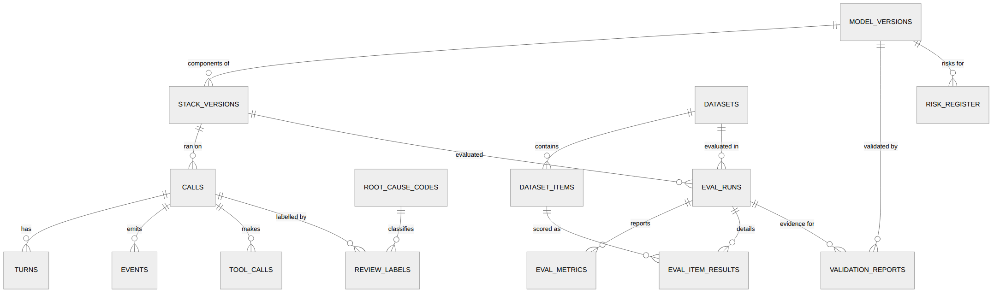 MODEL_VERSIONS
components of
risks for
STACK_VERSIONS
DATASETS
RISK_REGISTER
ran on
evaluated
contains
evaluated in
validated by
CALLS
ROOT_CAUSE_CODES
DATASET_ITEMS
EVAL_RUNS
has
emits
makes
labelled by
classifies
scored as
reports
details
evidence for
TURNS
EVENTS
TOOL_CALLS
REVIEW_LABELS
EVAL_METRICS
EVAL_ITEM_RESULTS
VALIDATION_REPORTS